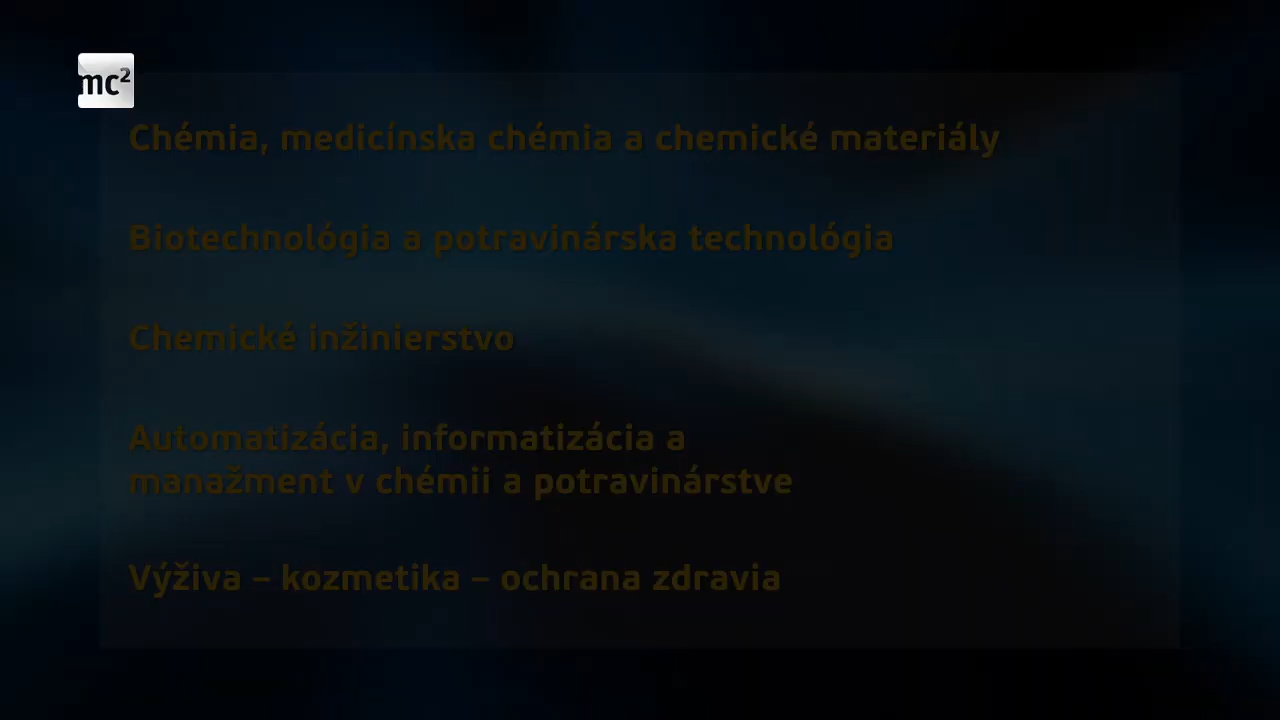 mc²
Chémia, medicínska chémia a chemické materiály
Biotechnológia a potravinárska technológia
Chemické inžinierstvo
Automatizácia, informatizácia a
manažment v chémii a potravinárstve
Výživa – kozmetika – ochrana zdravia